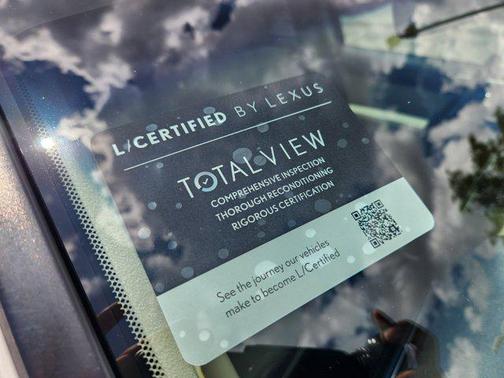 L/CERTIFIED BY LEXUS
TOTALVIEW
COMPREHENSIVE INSPECTION
THOROUGH RECONDITIONING
RIGOROUS CERTIFICATION
See the journey our vehicles
make to become L/Certified